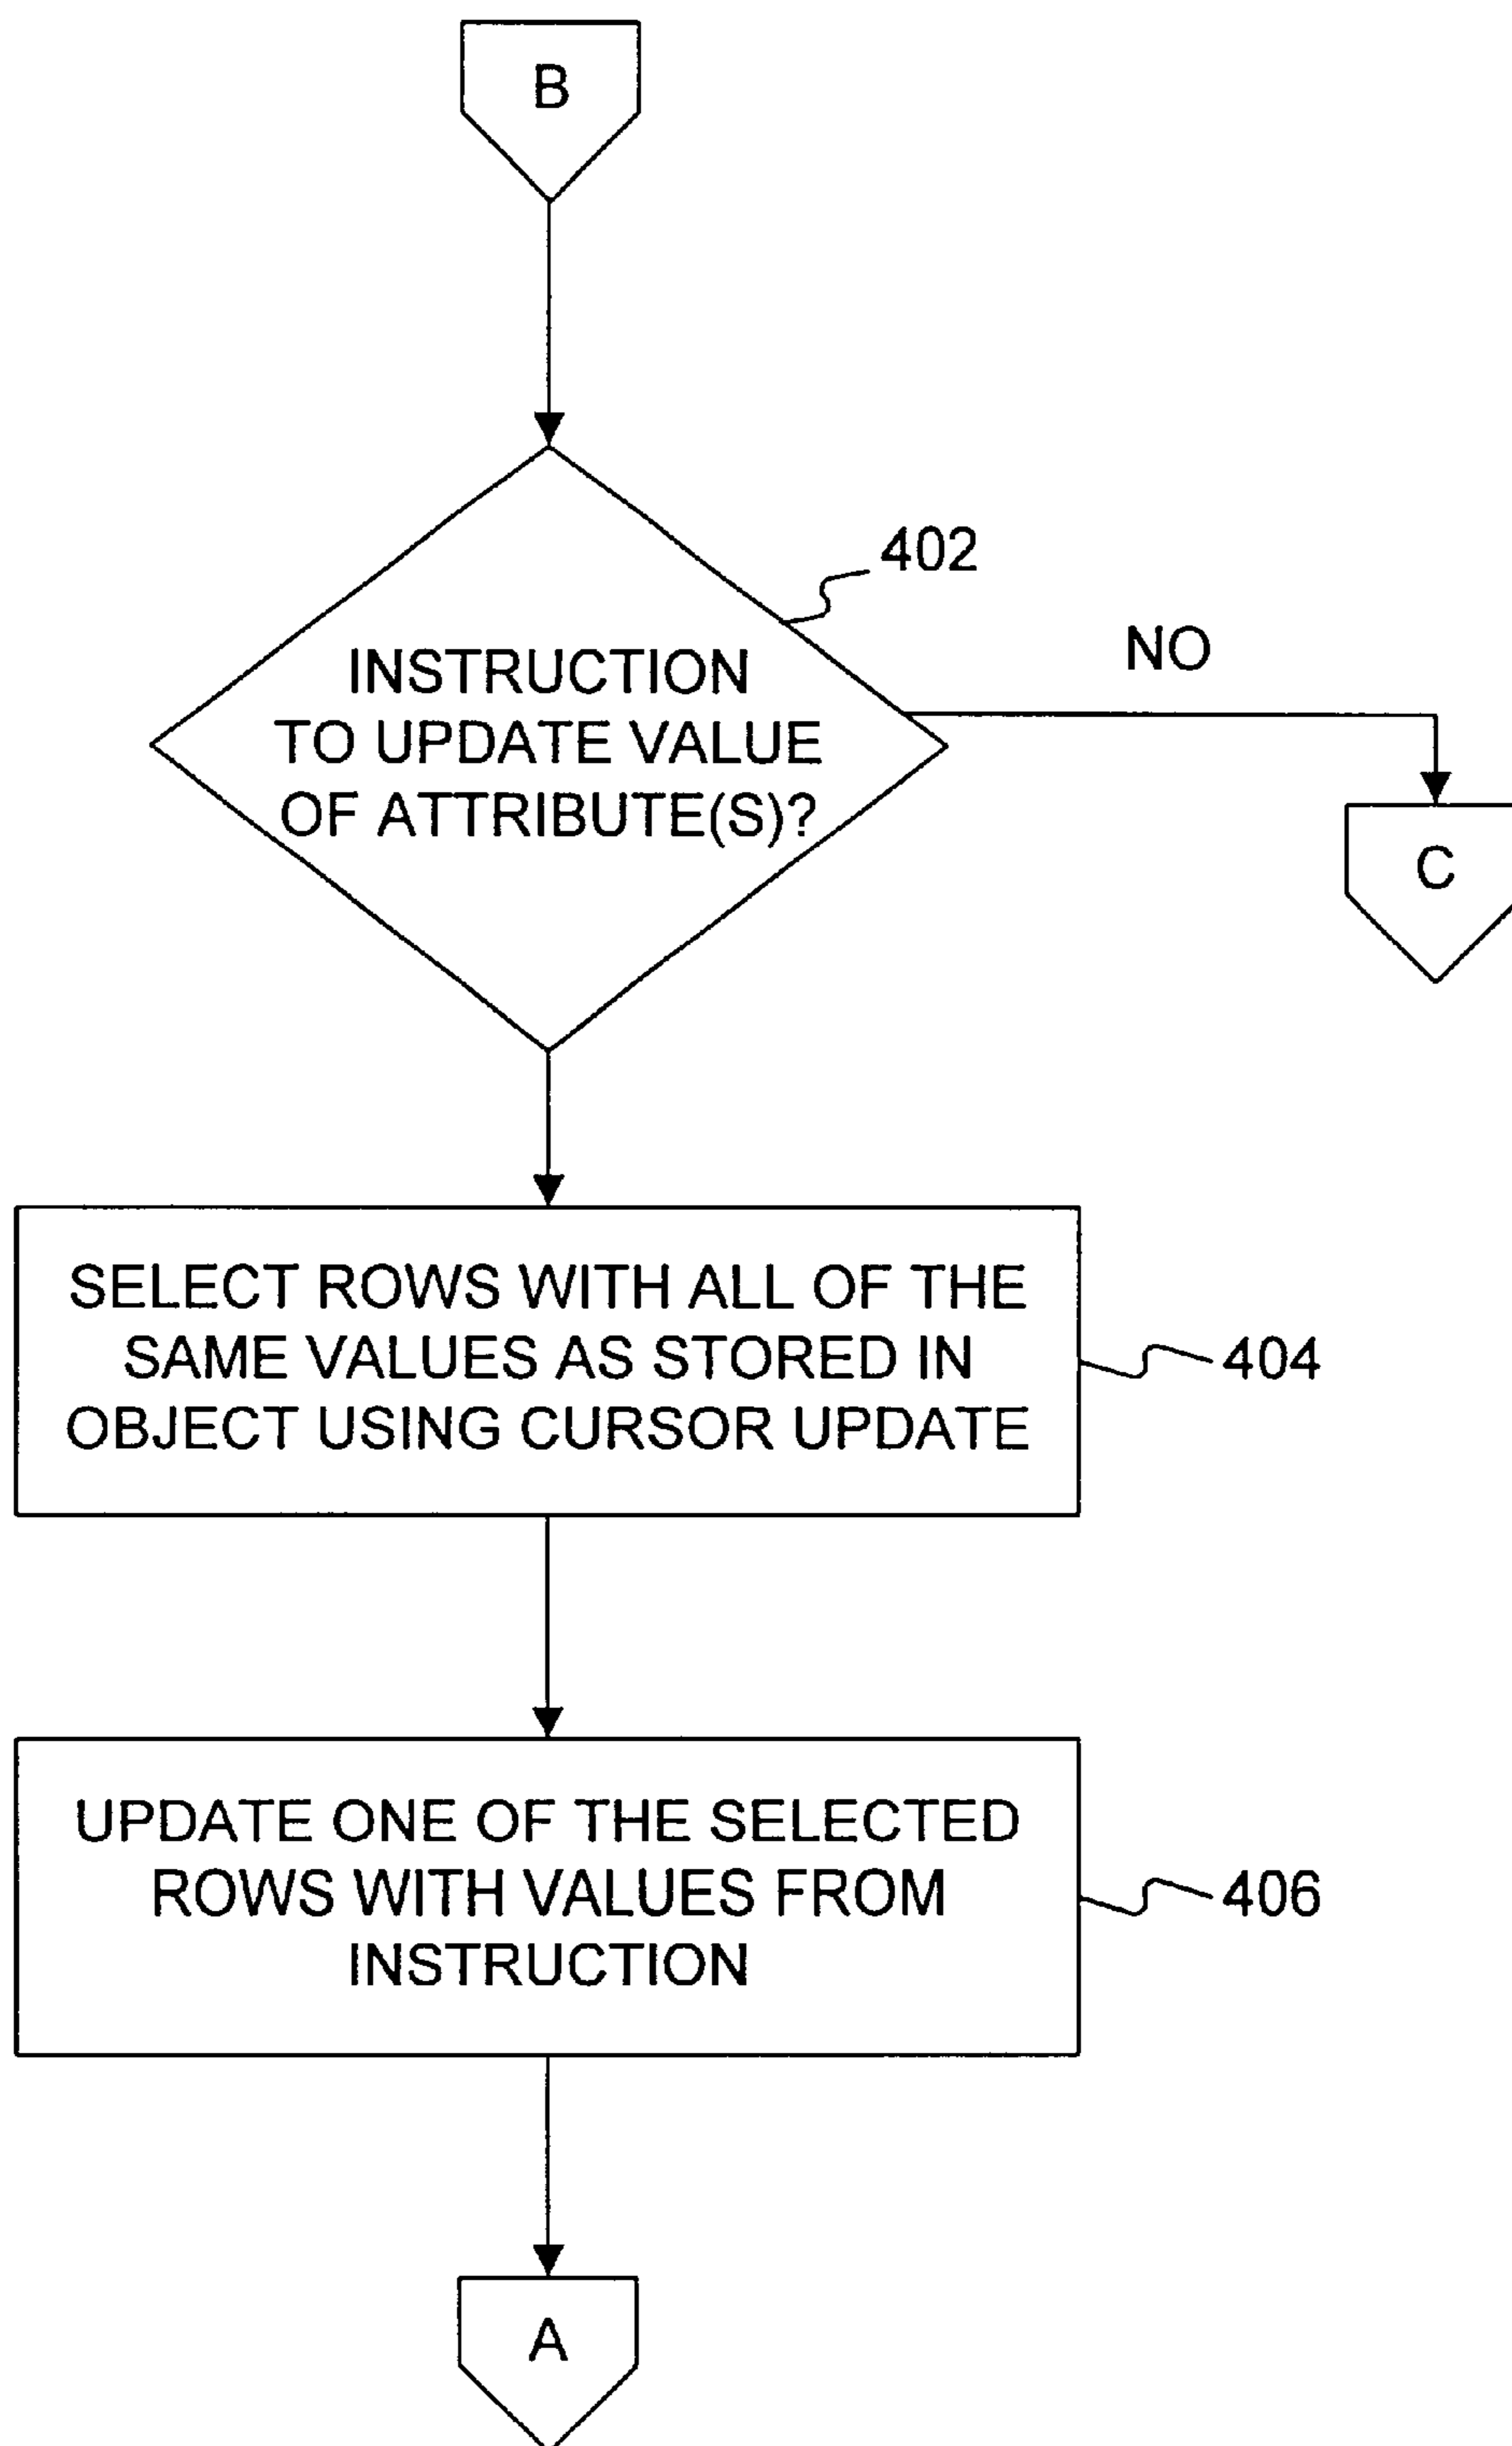 B
402
NO
INSTRUCTION
TO UPDATE VALUE
OF ATTRIBUTE(S)?
C
SELECT ROWS WITH ALL OF THE
SAME VALUES AS STORED IN
OBJECT USING CURSOR UPDATE
404
UPDATE ONE OF THE SELECTED
ROWS WITH VALUES FROM
INSTRUCTION
406
A